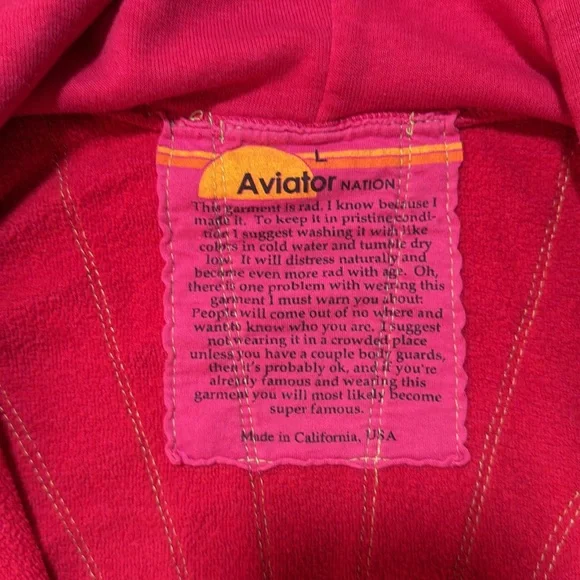 L
Aviator NATION
This garment is rad. I know because I
made it. To keep it in pristine condi-
tion I suggest washing it with like
colors in cold water and tumble dry
low. It will distress naturally and
become even more rad with age. Oh,
there is one problem with wearing this
garment I must warn you about:
People will come out of no where and
want to know who you are. I suggest
not wearing it in a crowded place
unless you have a couple body guards,
then it's probably ok, and if you're
already famous and wearing this
garment you will most likely become
super famous.
Made in California, USA